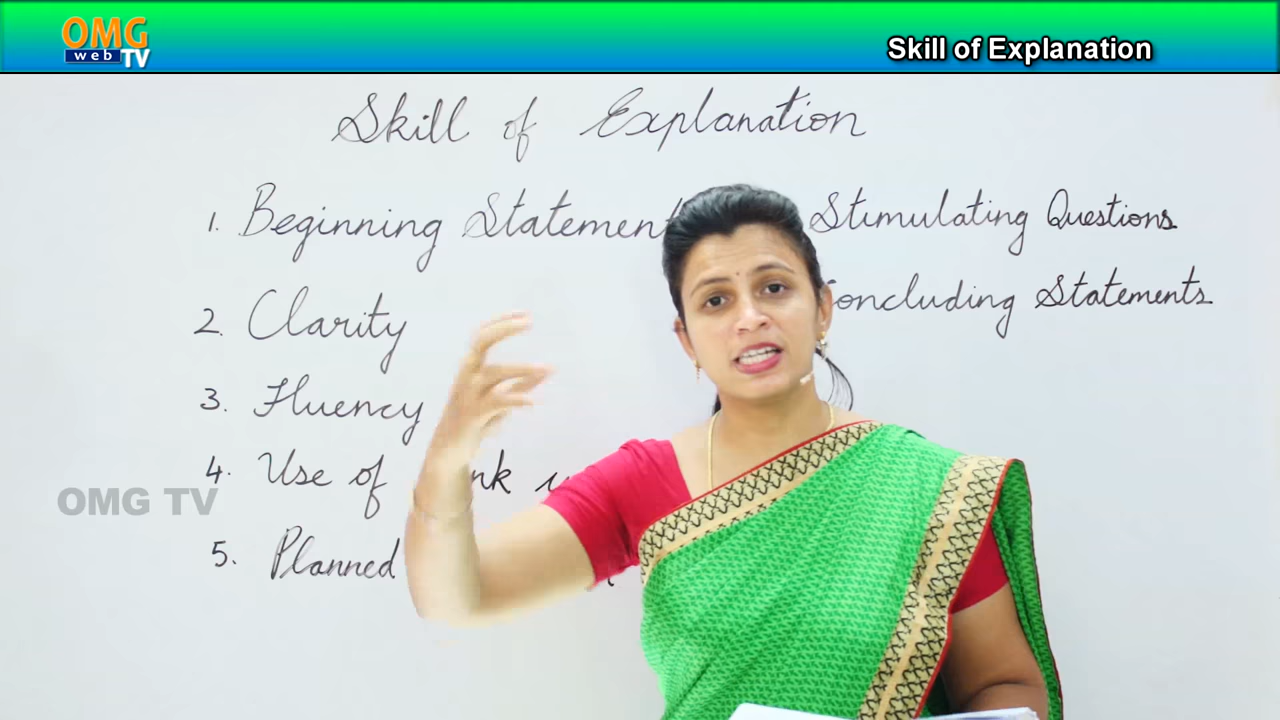 OMG
web TV
Skill of Explanation
Skill of Explanation
1. Beginning Statement
Stimulating Questions
2. Clarity
Concluding Statements
3. Fluency
4. Use of
OMG TV
5. Planned